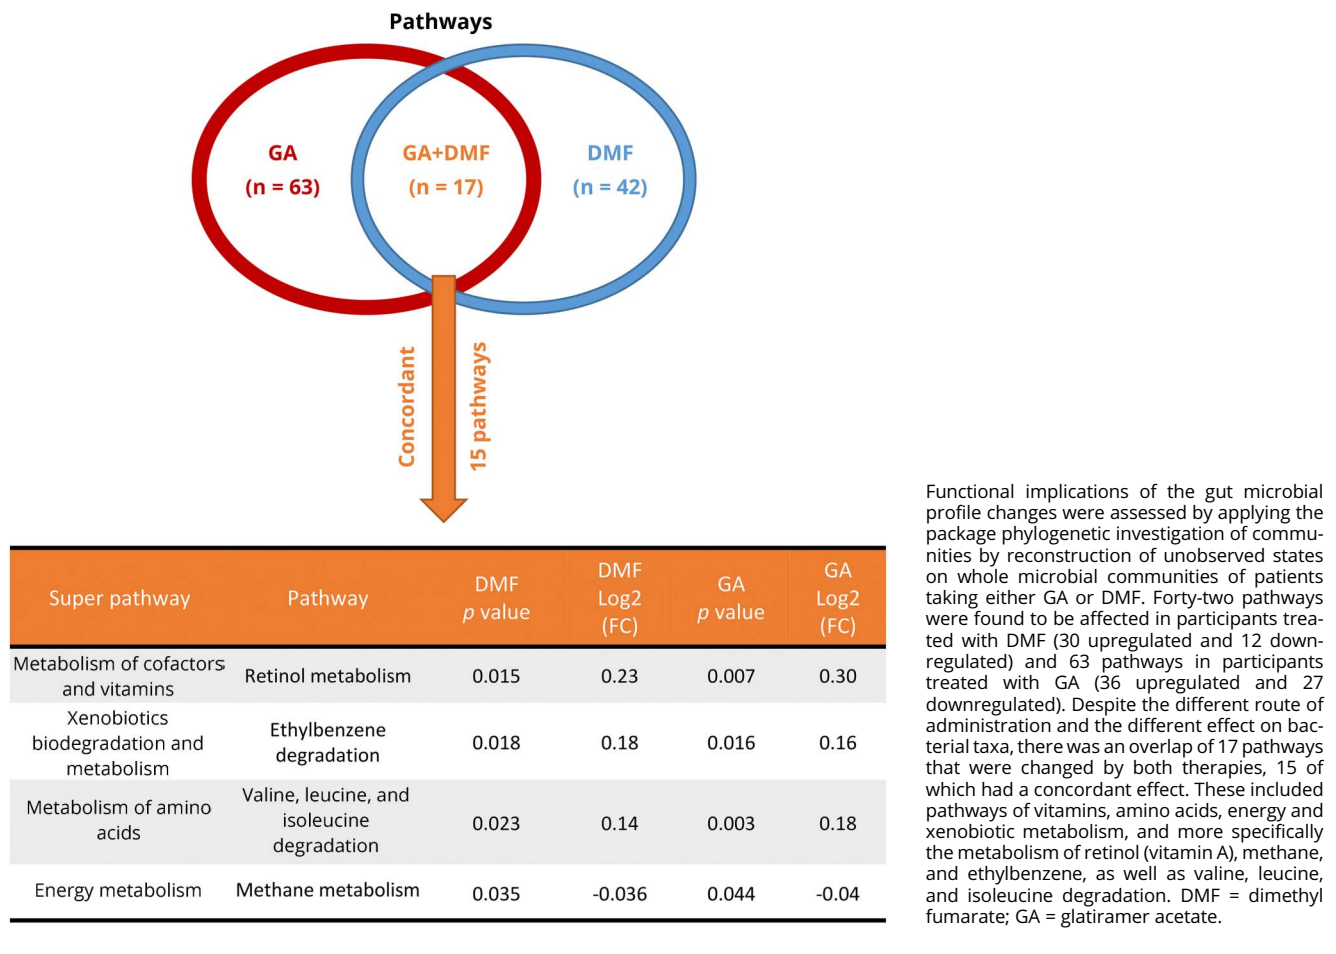 Pathways
GA
(n = 63)
GA+DMF
(n = 17)
DMF
(n = 42)
Concordant
15 pathways
Super pathway
Pathway
DMF
p value
DMF
Log2
(FC)
GA
p value
GA
Log2
(FC)
Metabolism of cofactors
and vitamins
Retinol metabolism
0.015
0.23
0.007
0.30
Xenobiotics
biodegradation and
metabolism
Ethylbenzene
degradation
0.018
0.18
0.016
0.16
Metabolism of amino
acids
Valine, leucine, and
isoleucine
degradation
0.023
0.14
0.003
0.18
Energy metabolism
Methane metabolism
0.035
-0.036
0.044
-0.04
Functional implications of the gut microbial
profile changes were assessed by applying the
package phylogenetic investigation of commu-
nities by reconstruction of unobserved states
on whole microbial communities of patients
taking either GA or DMF. Forty-two pathways
were found to be affected in participants trea-
ted with DMF (30 upregulated and 12 down-
regulated) and 63 pathways in participants
treated with GA (36 upregulated and 27
downregulated). Despite the different route of
administration and the different effect on bac-
terial taxa, there was an overlap of 17 pathways
that were changed by both therapies, 15 of
which had a concordant effect. These included
pathways of vitamins, amino acids, energy and
xenobiotic metabolism, and more specifically
the metabolism of retinol (vitamin A), methane,
and ethylbenzene, as well as valine, leucine,
and isoleucine degradation. DMF = dimethyl
fumarate; GA = glatiramer acetate.